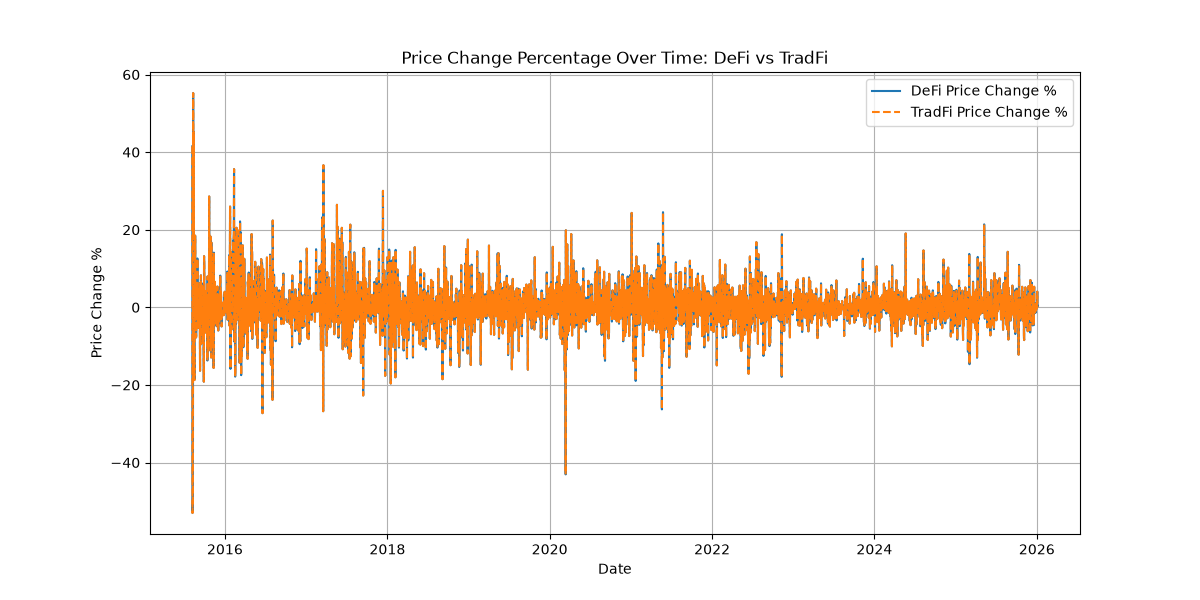 Price Change Percentage Over Time: DeFi vs TradFi
DeFi Price Change %
TradFi Price Change %
Price Change %
60
40
20
0
−20
−40
2016
2018
2020
2022
2024
2026
Date